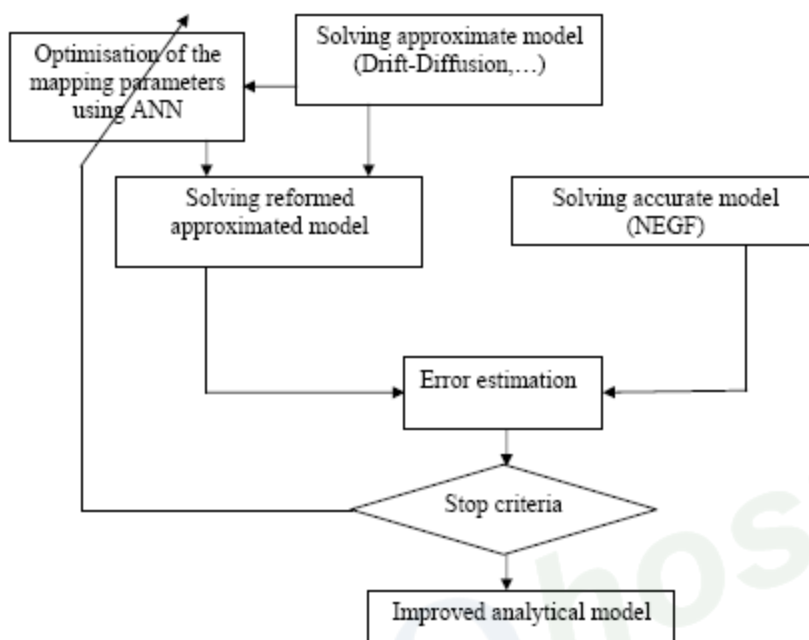 Solving approximate model
(Drift-Diffusion,…)
Optimisation of the
mapping parameters
using ANN
Solving reformed
approximated model
Solving accurate model
(NEGF)
Error estimation
Stop criteria
Improved analytical model
hos